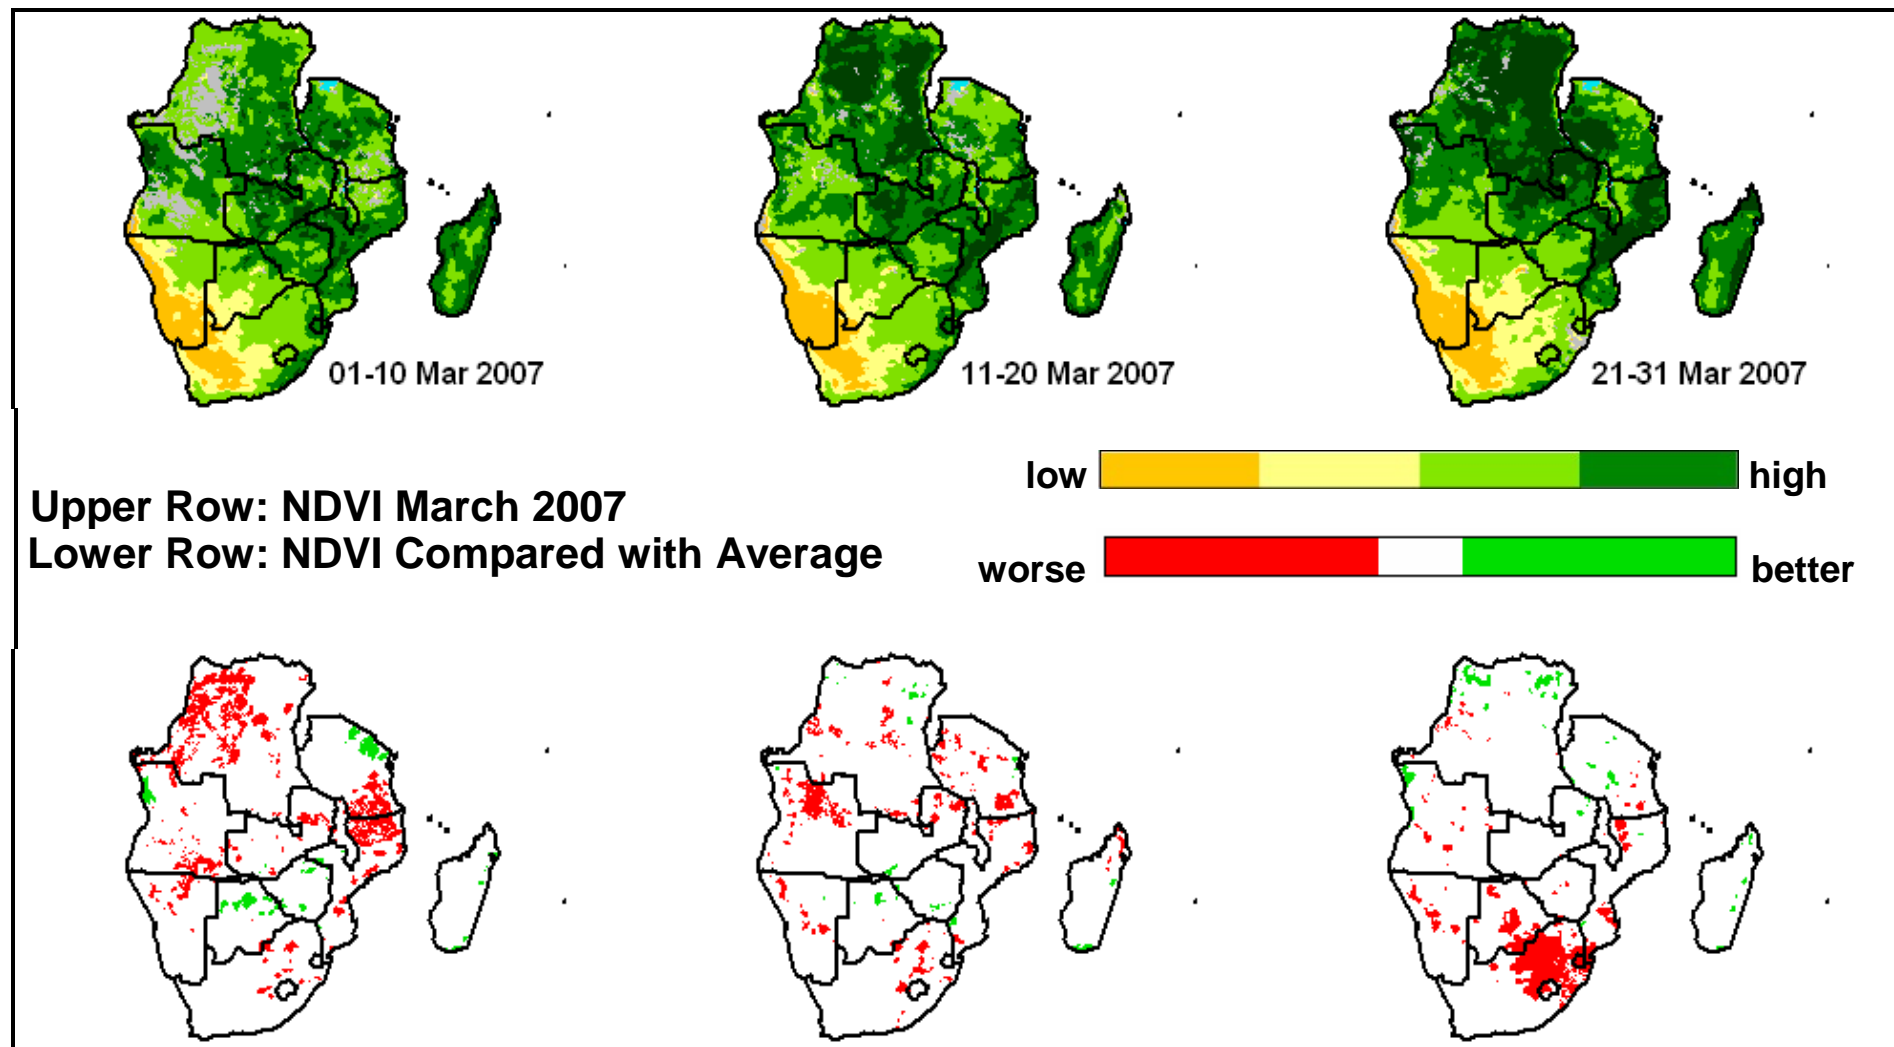 01-10 Mar 2007
11-20 Mar 2007
21-31 Mar 2007
low
high
Upper Row: NDVI March 2007
Lower Row: NDVI Compared with Average
worse
better